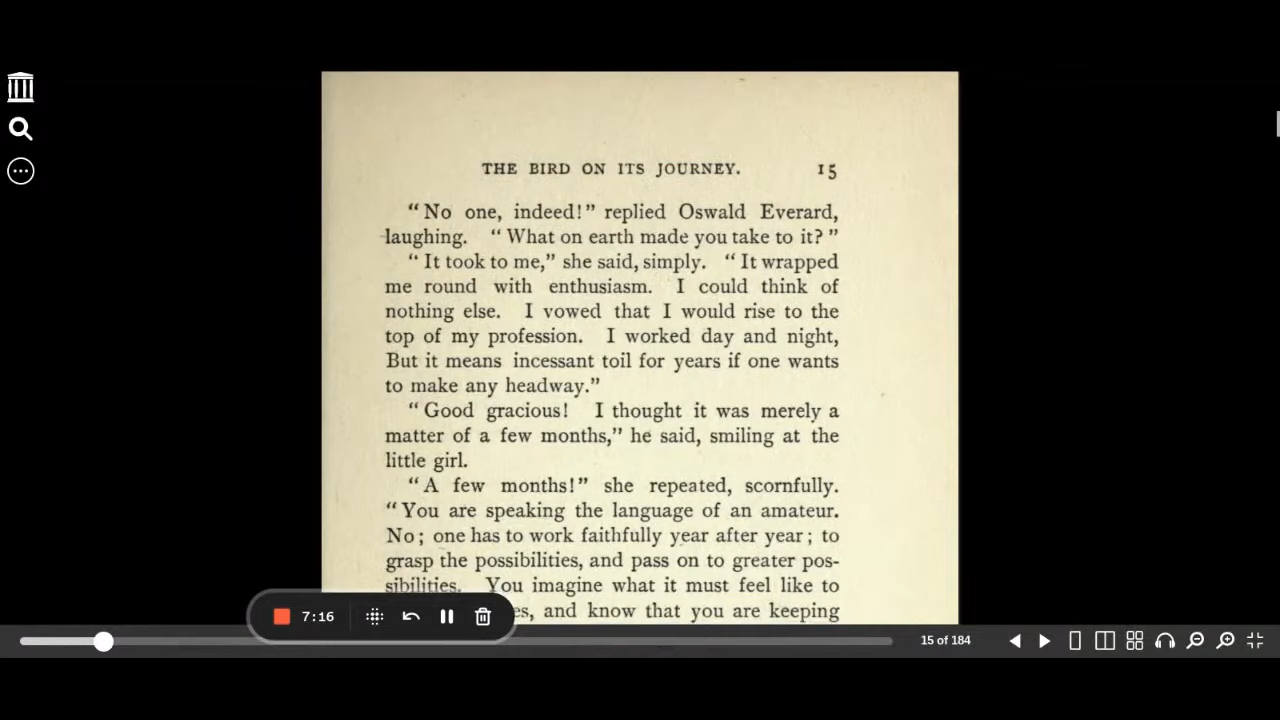 THE BIRD ON ITS JOURNEY. 15
"No one, indeed!" replied Oswald Everard,
laughing. "What on earth made you take to it?"
"It took to me," she said, simply. "It wrapped
me round with enthusiasm. I could think of
nothing else. I vowed that I would rise to the
top of my profession. I worked day and night,
But it means incessant toil for years if one wants
to make any headway."
"Good gracious! I thought it was merely a
matter of a few months," he said, smiling at the
little girl.
"A few months!" she repeated, scornfully.
"You are speaking the language of an amateur.
No; one has to work faithfully year after year; to
grasp the possibilities, and pass on to greater pos-
sibilities. You imagine what it must feel like to
es, and know that you are keeping
7:16
15 of 184